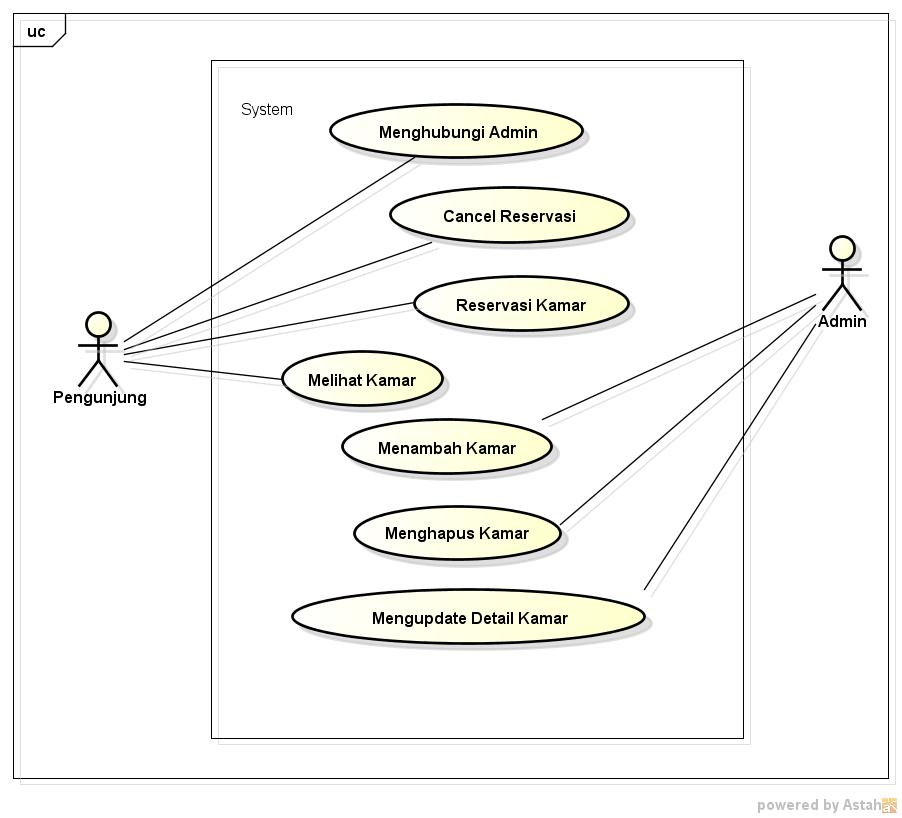 uc
System
Menghubungi Admin
Cancel Reservasi
Reservasi Kamar
Admin
Melihat Kamar
Pengunjung
Menambah Kamar
Menghapus Kamar
Mengupdate Detail Kamar
powered by Astah